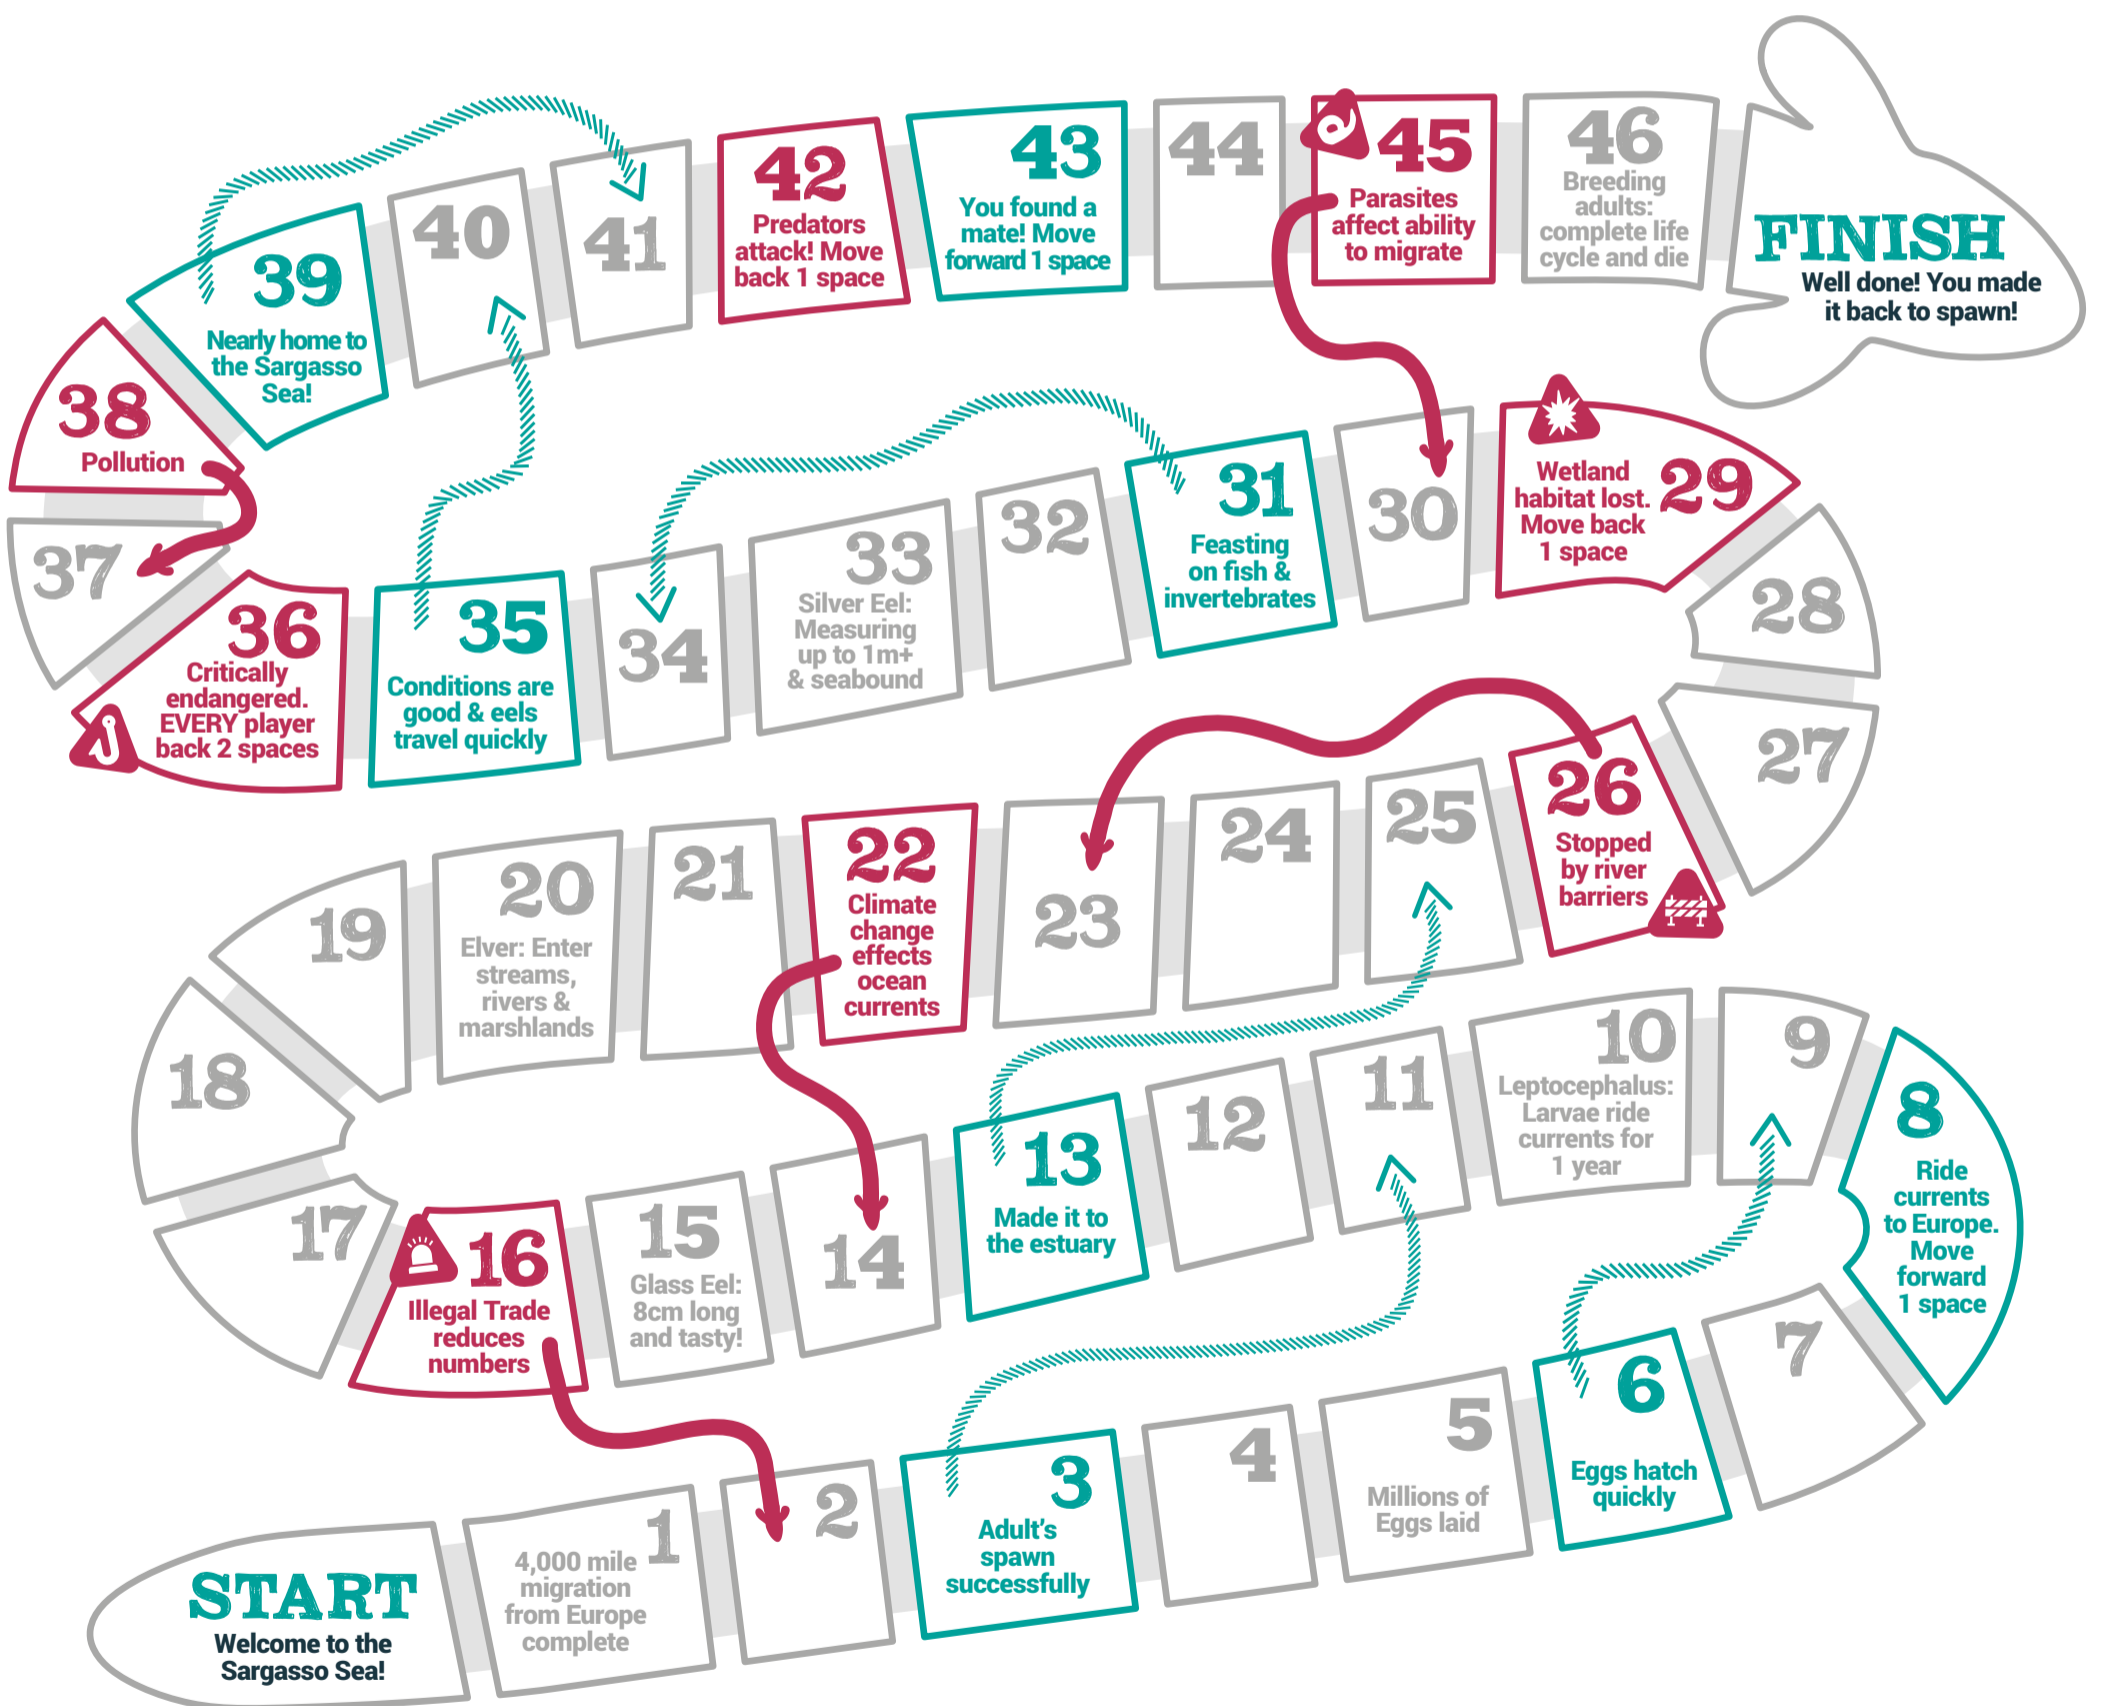 START
Welcome to the
Sargasso Sea!
1
4,000 mile
migration
from Europe
complete
2
3
Adult's
spawn
successfully
4
5
Millions of
Eggs laid
6
Eggs hatch
quickly
7
8
Ride
currents
to Europe.
Move
forward
1 space
9
10
Leptocephalus:
Larvae ride
currents for
1 year
11
12
13
Made it to
the estuary
14
15
Glass Eel:
8cm long
and tasty!
16
Illegal Trade
reduces
numbers
17
18
19
20
Elver: Enter
streams,
rivers &
marshlands
21
22
Climate
change
effects
ocean
currents
23
24
25
26
Stopped
by river
barriers
27
28
29
Wetland
habitat lost.
Move back
1 space
30
31
Feasting
on fish &
invertebrates
32
33
Silver Eel:
Measuring
up to 1m+
& seabound
34
35
Conditions are
good & eels
travel quickly
36
Critically
endangered.
EVERY player
back 2 spaces
37
38
Pollution
39
Nearly home to
the Sargasso
Sea!
40
41
42
Predators
attack! Move
back 1 space
43
You found a
mate! Move
forward 1 space
44
45
Parasites
affect ability
to migrate
46
Breeding
adults:
complete life
cycle and die
FINISH
Well done! You made
it back to spawn!